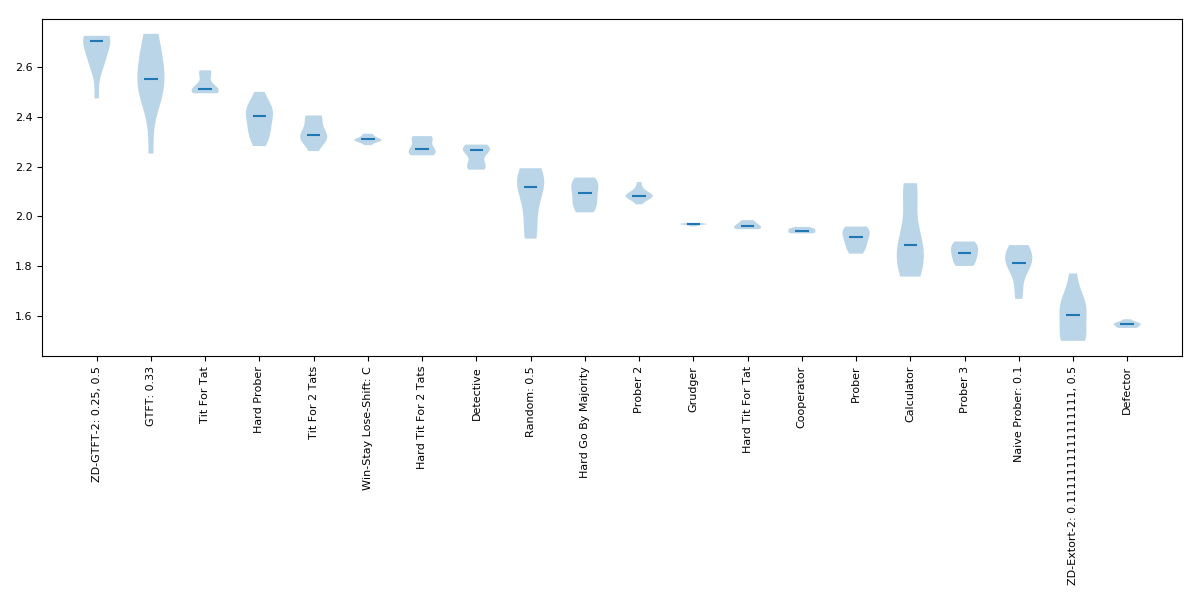 2.6
2.4
2.2
2.0
1.8
1.6
ZD-GTFT-2: 0.25, 0.5
GTFT: 0.33
Tit For Tat
Hard Prober
Tit For 2 Tats
Win-Stay Lose-Shift: C
Hard Tit For 2 Tats
Detective
Random: 0.5
Hard Go By Majority
Prober 2
Grudger
Hard Tit For Tat
Cooperator
Prober
Calculator
Prober 3
Naive Prober: 0.1
ZD-Extort-2: 0.1111111111111111, 0.5
Defector